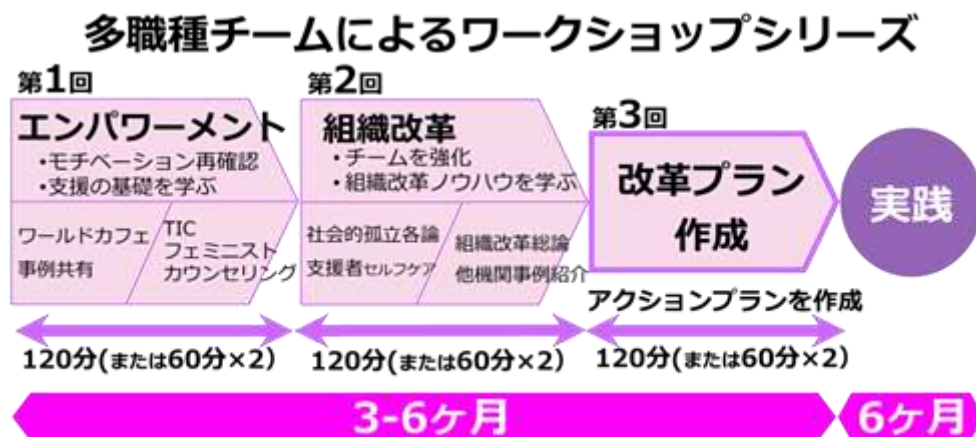 多職種チームによるワークショップシリーズ
第1回
エンパワーメント
・モチベーション再確認
・支援の基礎を学ぶ
ワールドカフェ
事例共有
TIC
フェミニスト
カウンセリング
120分(または60分×2)
第2回
組織改革
・チームを強化
・組織改革ノウハウを学ぶ
社会的孤立各論
支援者セルフケア
組織改革総論
他機関事例紹介
120分(または60分×2)
第3回
改革プラン
作成
アクションプランを作成
120分(または60分×2)
実践
3-6ケ月
6ケ月